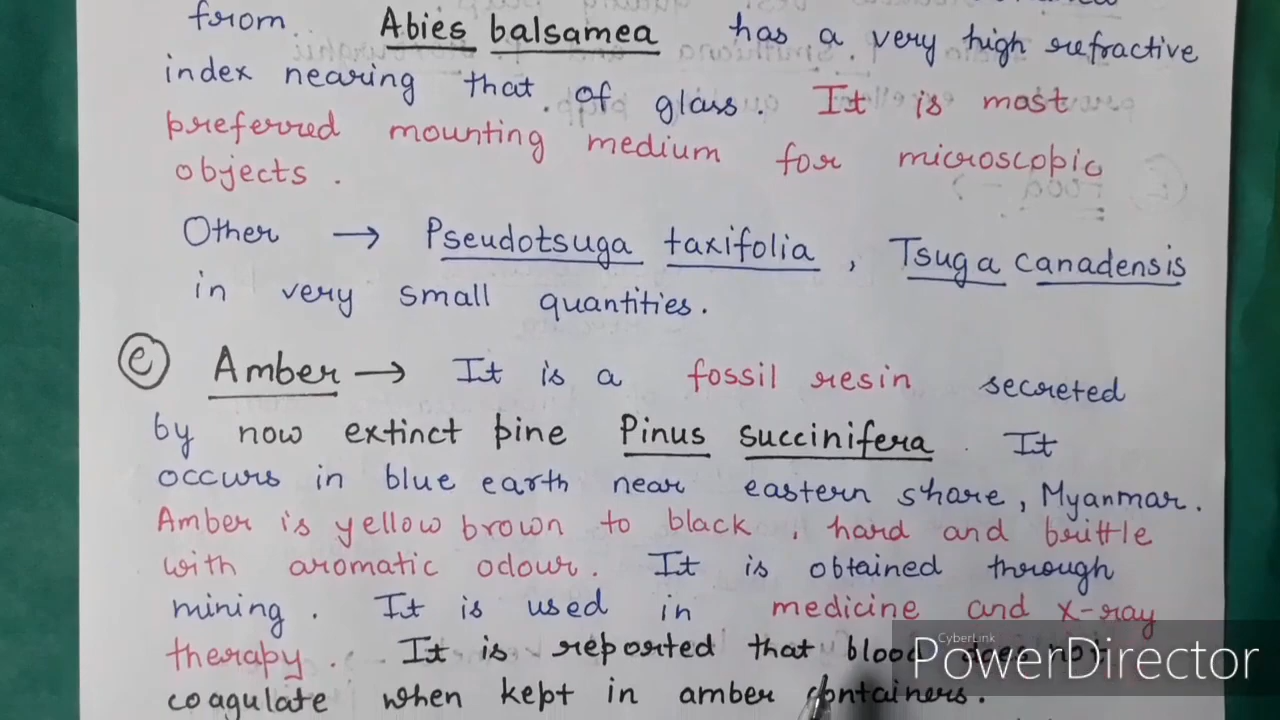 from Abies balsamea has a very high refractive
index nearing that of glass. It is most
preferred mounting medium for microscopic
objects.
Other → Pseudotsuga taxifolia, Tsuga canadensis
in very small quantities.
(e) Amber → It is a fossil resin secreted
by now extinct pine Pinus succinifera. It
occurs in blue earth near eastern share, Myanmar.
Amber is yellow brown to black, hard and brittle
with aromatic odour. It is obtained through
mining. It is used in medicine and x-ray
therapy. It is reported that blood does not
coagulate when kept in amber containers.
CyberLink
PowerDirector